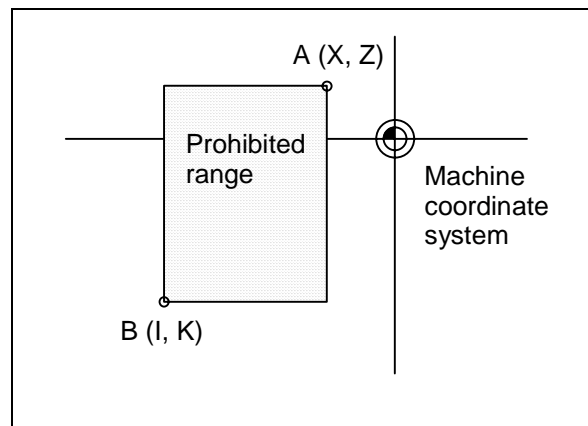 A (X, Z)
Prohibited
range
Machine
coordinate
system
B (I, K)